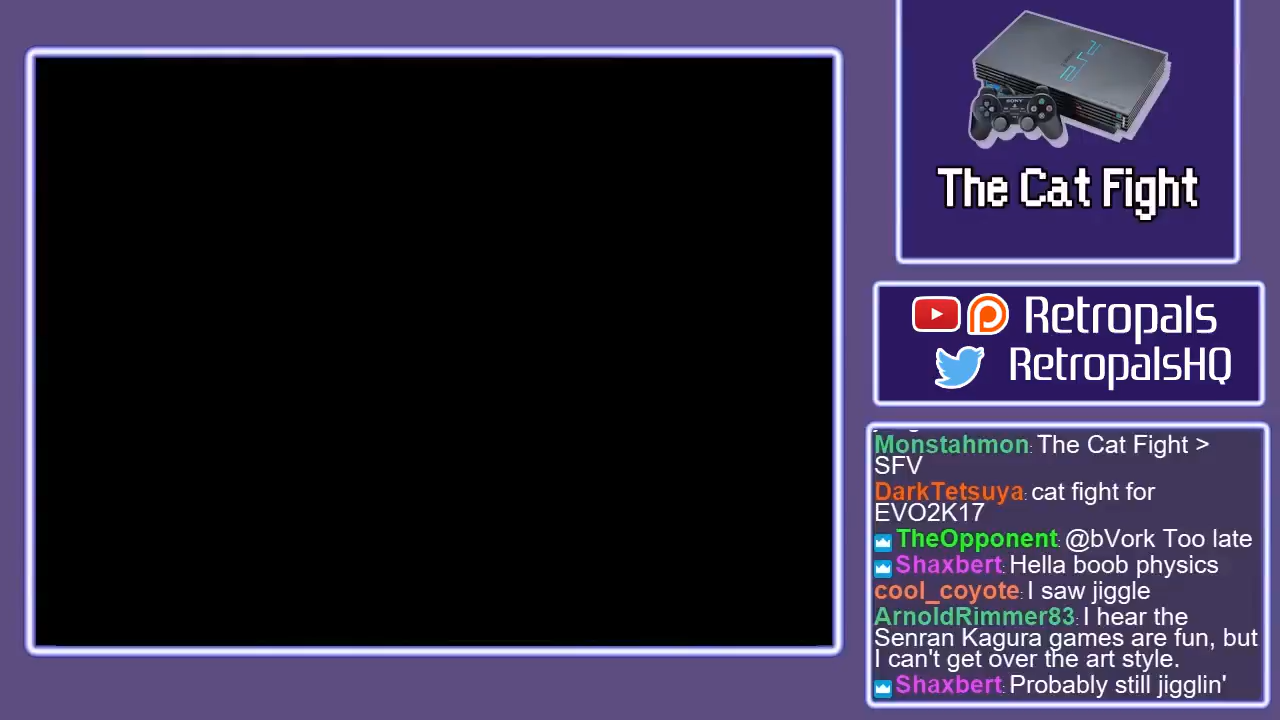 The Cat Fight
Retropals
RetropalsHQ
Monstahmon: The Cat Fight >
SFV
DarkTetsuya: cat fight for
EVO2K17
TheOpponent: @bVork Too late
Shaxbert: Hella boob physics
cool_coyote: I saw jiggle
ArnoldRimmer83: I hear the
Senran Kagura games are fun, but
I can't get over the art style.
Shaxbert: Probably still jigglin'